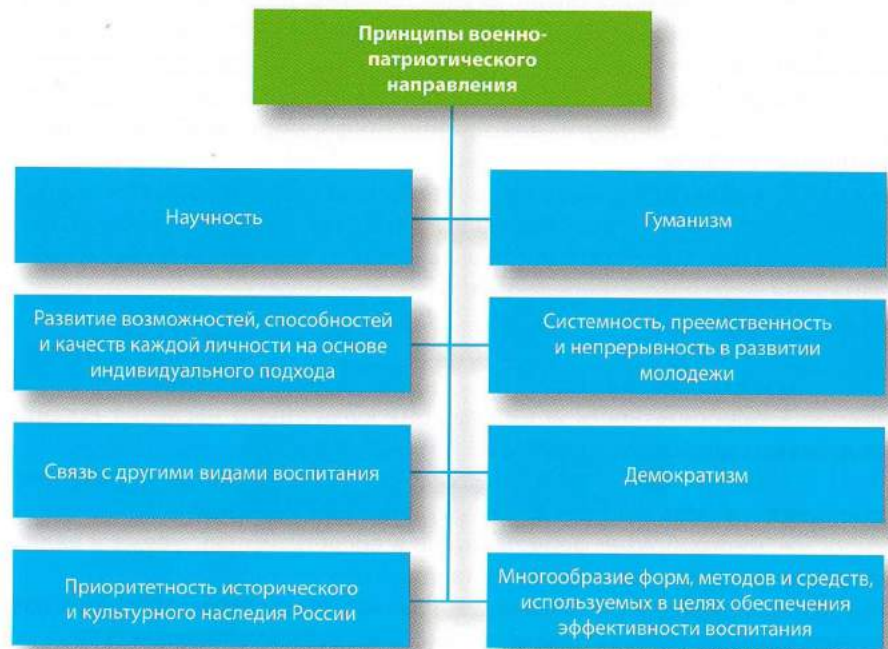 Принципы военно-
патриотического
направления
Научность
Гуманизм
Развитие возможностей, способностей
и качеств каждой личности на основе
индивидуального подхода
Системность, преемственность
и непрерывность в развитии
молодежи
Связь с другими видами воспитания
Демократизм
Приоритетность исторического
и культурного наследия России
Многообразие форм, методов и средств,
используемых в целях обеспечения
эффективности воспитания